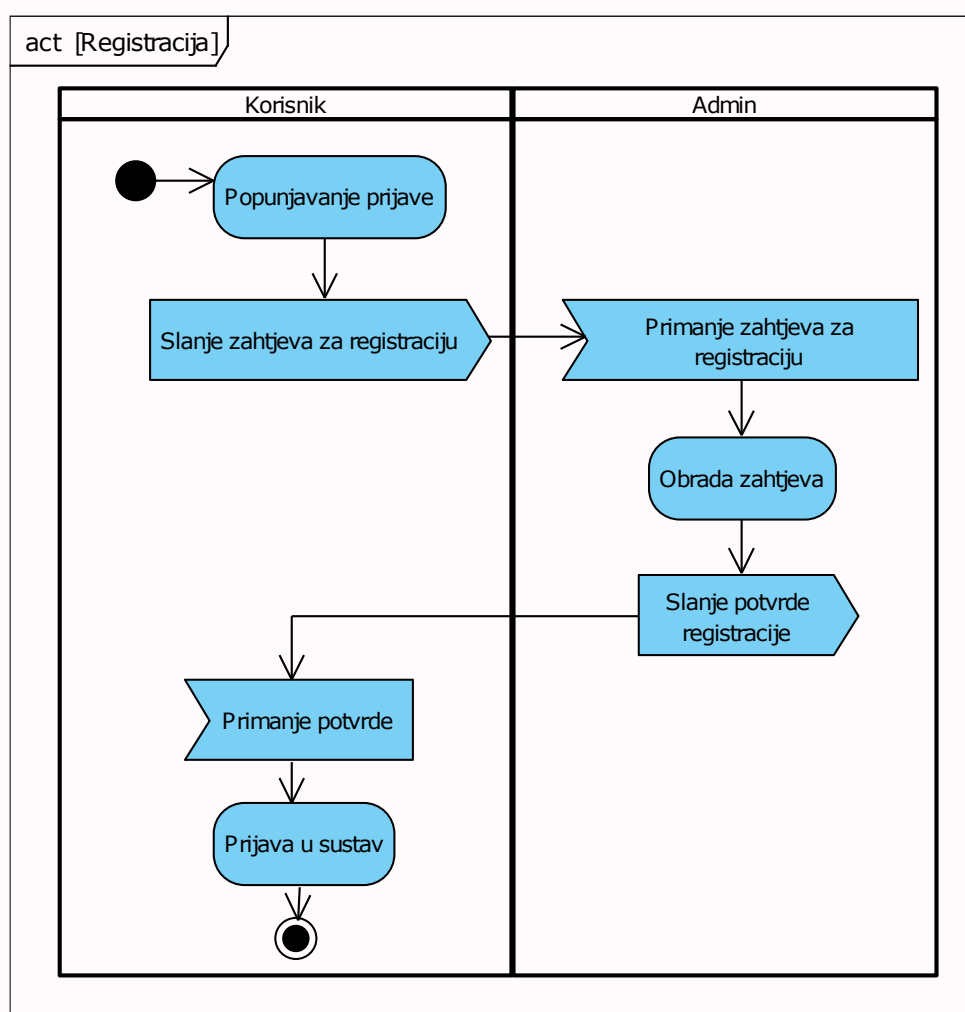 act [Registracija]
Korisnik
Admin
Popunjavanje prijave
Slanje zahtjeva za registraciju
Primanje zahtjeva za
registraciju
Obrada zahtjeva
Slanje potvrde
registracije
Primanje potvrde
Prijava u sustav